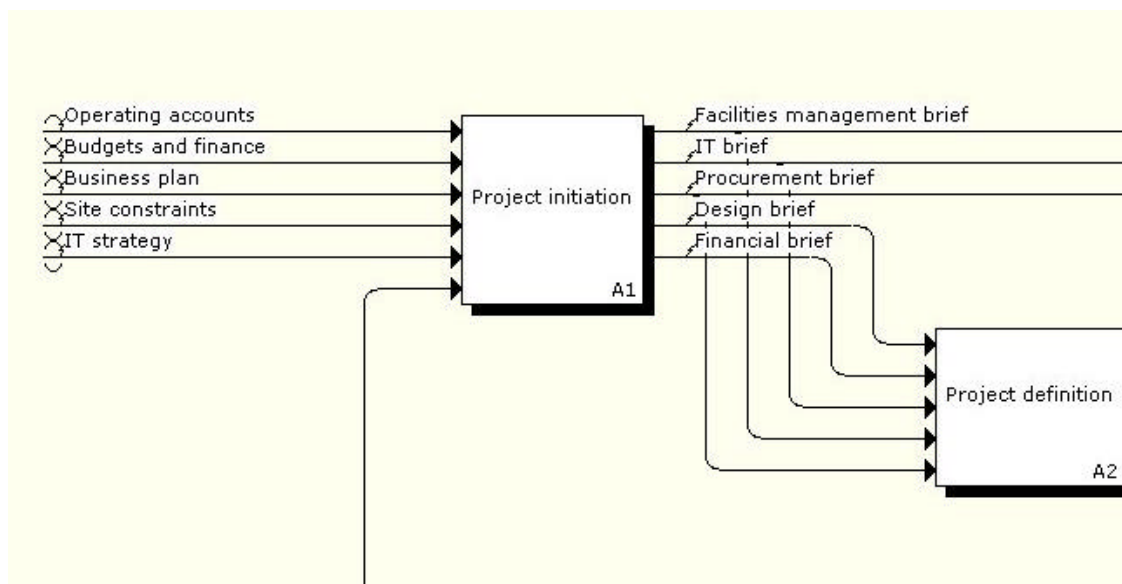 Operating accounts
Budgets and finance
Business plan
Site constraints
IT strategy
Project initiation
A1
Facilities management brief
IT brief
Procurement brief
Design brief
Financial brief
Project definition
A2